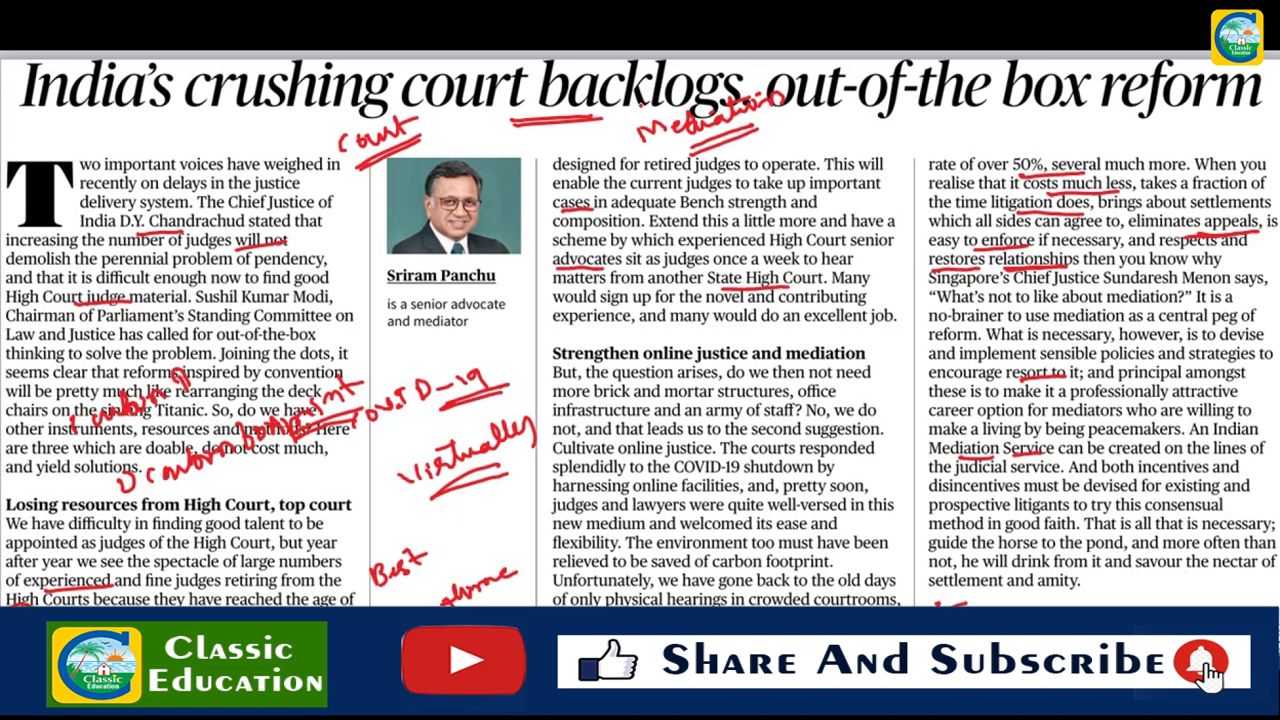 Classic
Education
India's crushing court backlogs, out-of-the box reform
court
Mediation
Two important voices have weighed in
recently on delays in the justice
delivery system. The Chief Justice of
India D.Y. Chandrachud stated that
increasing the number of judges will not
demolish the perennial problem of pendency,
and that it is difficult enough now to find good
High Court judge material. Sushil Kumar Modi,
Chairman of Parliament's Standing Committee on
Law and Justice has called for out-of-the-box
thinking to solve the problem. Joining the dots, it
seems clear that reforms inspired by convention
will be pretty much like rearranging the deck
chairs on the sinking Titanic. So, do we have
other instruments, resources and methods? Here
are three which are doable, do not cost much,
and yield solutions.
Losing resources from High Court, top court
We have difficulty in finding good talent to be
appointed as judges of the High Court, but year
after year we see the spectacle of large numbers
of experienced and fine judges retiring from the
High Courts because they have reached the age of
Sriram Panchu
is a senior advocate
and mediator
COVID-19
carbon footprint
Virtually
Best
designed for retired judges to operate. This will
enable the current judges to take up important
cases in adequate Bench strength and
composition. Extend this a little more and have a
scheme by which experienced High Court senior
advocates sit as judges once a week to hear
matters from another State High Court. Many
would sign up for the novel and contributing
experience, and many would do an excellent job.
Strengthen online justice and mediation
But, the question arises, do we then not need
more brick and mortar structures, office
infrastructure and an army of staff? No, we do
not, and that leads us to the second suggestion.
Cultivate online justice. The courts responded
splendidly to the COVID-19 shutdown by
harnessing online facilities, and, pretty soon,
judges and lawyers were quite well-versed in this
new medium and welcomed its ease and
flexibility. The environment too must have been
relieved to be saved of carbon footprint.
Unfortunately, we have gone back to the old days
of only physical hearings in crowded courtrooms,
rate of over 50%, several much more. When you
realise that it costs much less, takes a fraction of
the time litigation does, brings about settlements
which all sides can agree to, eliminates appeals, is
easy to enforce if necessary, and respects and
restores relationships then you know why
Singapore's Chief Justice Sundaresh Menon says,
“What's not to like about mediation?” It is a
no-brainer to use mediation as a central peg of
reform. What is necessary, however, is to devise
and implement sensible policies and strategies to
encourage resort to it; and principal amongst
these is to make it a professionally attractive
career option for mediators who are willing to
make a living by being peacemakers. An Indian
Mediation Service can be created on the lines of
the judicial service. And both incentives and
disincentives must be devised for existing and
prospective litigants to try this consensual
method in good faith. That is all that is necessary;
guide the horse to the pond, and more often than
not, he will drink from it and savour the nectar of
settlement and amity.
Classic
Education
Classic
Education
Share And Subscribe